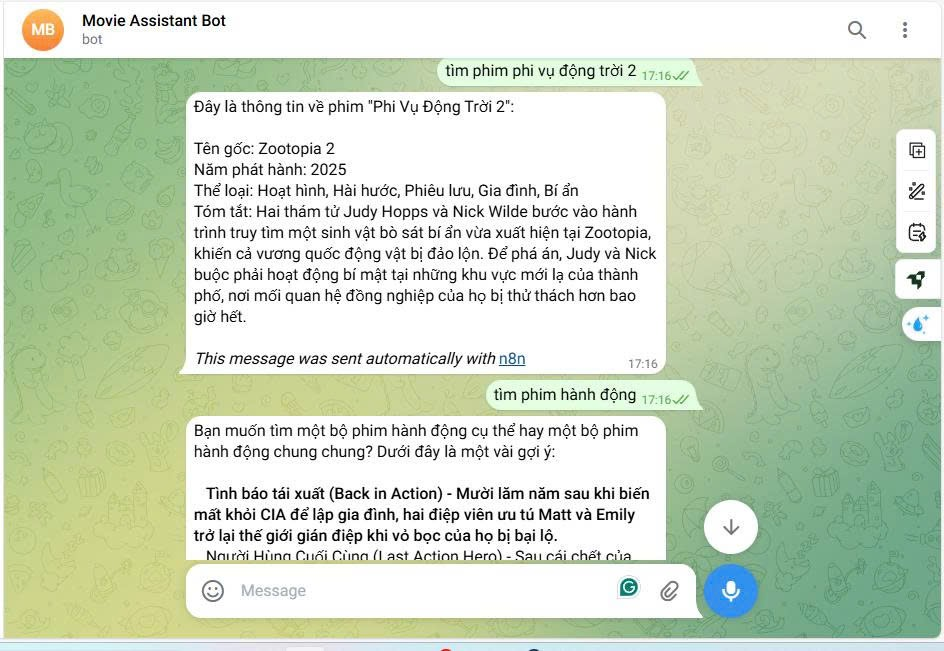 MB
Movie Assistant Bot
bot
tìm phim phi vụ động trời 2 17:16
Đây là thông tin về phim "Phi Vụ Động Trời 2":
Tên gốc: Zootopia 2
Năm phát hành: 2025
Thể loại: Hoạt hình, Hài hước, Phiêu lưu, Gia đình, Bí ẩn
Tóm tắt: Hai thám tử Judy Hopps và Nick Wilde bước vào hành
trình truy tìm một sinh vật bò sát bí ẩn vừa xuất hiện tại Zootopia,
khiến cả vương quốc động vật bị đảo lộn. Để phá án, Judy và Nick
buộc phải hoạt động bí mật tại những khu vực mới lạ của thành
phố, nơi mối quan hệ đồng nghiệp của họ bị thử thách hơn bao
giờ hết.
This message was sent automatically with n8n
17:16
tìm phim hành động 17:16
Bạn muốn tìm một bộ phim hành động cụ thể hay một bộ phim
hành động chung chung? Dưới đây là một vài gợi ý:
Tình báo tái xuất (Back in Action) - Mười lăm năm sau khi biến
mất khỏi CIA để lập gia đình, hai điệp viên ưu tú Matt và Emily
trở lại thế giới gián điệp khi vỏ bọc của họ bị bại lộ.
Người Hùng Cuối Cùng (Last Action Hero) - Sau cái chết của
Message